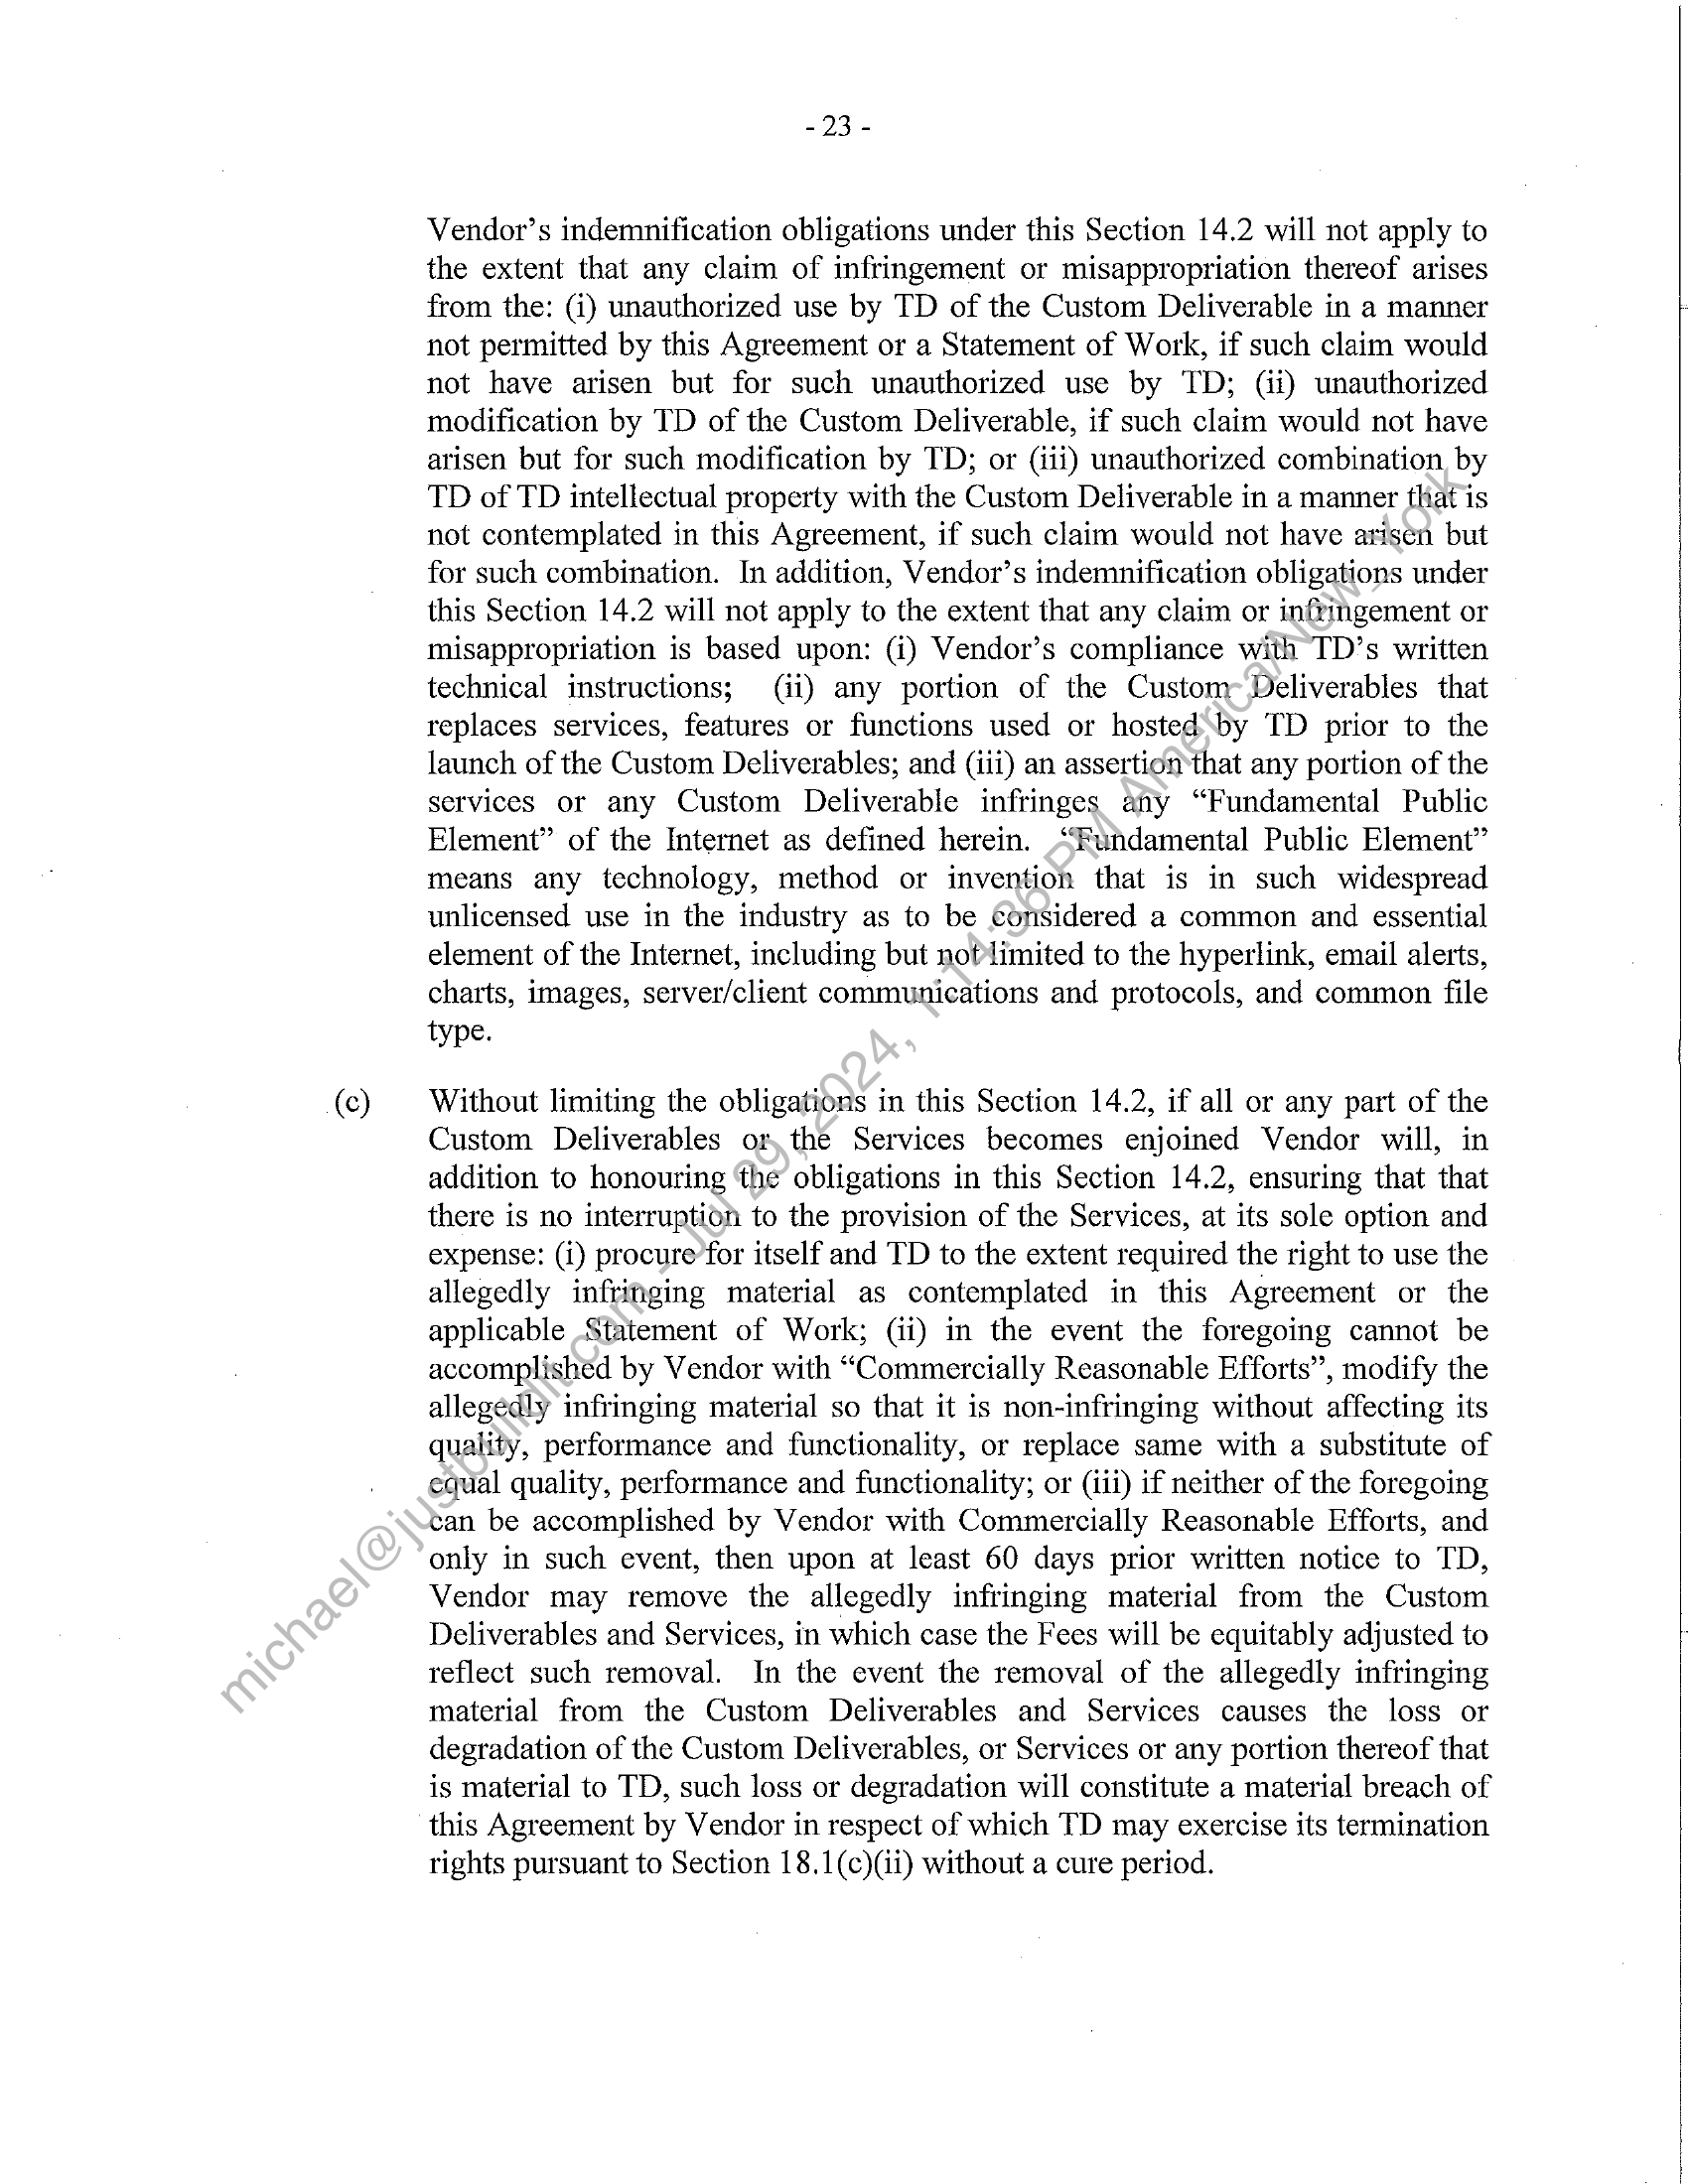 - 23 -
Vendor's indemnification obligations under this Section 14.2 will not apply to
the extent that any claim of infringement or misappropriation thereof arises
from the: (i) unauthorized use by TD of the Custom Deliverable in a manner
not permitted by this Agreement or a Statement of Work, if such claim would
not have arisen but for such unauthorized use by TD; (ii) unauthorized
modification by TD of the Custom Deliverable, if such claim would not have
arisen but for such modification by TD; or (iii) unauthorized combination by
TD of TD intellectual property with the Custom Deliverable in a manner that is
not contemplated in this Agreement, if such claim would not have arisen but
for such combination. In addition, Vendor's indemnification obligations under
this Section 14.2 will not apply to the extent that any claim or infringement or
misappropriation is based upon: (i) Vendor's compliance with TD's written
technical instructions; (ii) any portion of the Custom Deliverables that
replaces services, features or functions used or hosted by TD prior to the
launch of the Custom Deliverables; and (iii) an assertion that any portion of the
services or any Custom Deliverable infringes any “Fundamental Public
Element” of the Internet as defined herein. “Fundamental Public Element”
means any technology, method or invention that is in such widespread
unlicensed use in the industry as to be considered a common and essential
element of the Internet, including but not limited to the hyperlink, email alerts,
charts, images, server/client communications and protocols, and common file
type.
(c) Without limiting the obligations in this Section 14.2, if all or any part of the
Custom Deliverables or the Services becomes enjoined Vendor will, in
addition to honouring the obligations in this Section 14.2, ensuring that that
there is no interruption to the provision of the Services, at its sole option and
expense: (i) procure for itself and TD to the extent required the right to use the
allegedly infringing material as contemplated in this Agreement or the
applicable Statement of Work; (ii) in the event the foregoing cannot be
accomplished by Vendor with “Commercially Reasonable Efforts”, modify the
allegedly infringing material so that it is non-infringing without affecting its
quality, performance and functionality, or replace same with a substitute of
equal quality, performance and functionality; or (iii) if neither of the foregoing
can be accomplished by Vendor with Commercially Reasonable Efforts, and
only in such event, then upon at least 60 days prior written notice to TD,
Vendor may remove the allegedly infringing material from the Custom
Deliverables and Services, in which case the Fees will be equitably adjusted to
reflect such removal. In the event the removal of the allegedly infringing
material from the Custom Deliverables and Services causes the loss or
degradation of the Custom Deliverables, or Services or any portion thereof that
is material to TD, such loss or degradation will constitute a material breach of
this Agreement by Vendor in respect of which TD may exercise its termination
rights pursuant to Section 18.1(c)(ii) without a cure period.
michael@justbuildit.com - Jul 29, 2024, 1:14:36 PM America/New_York